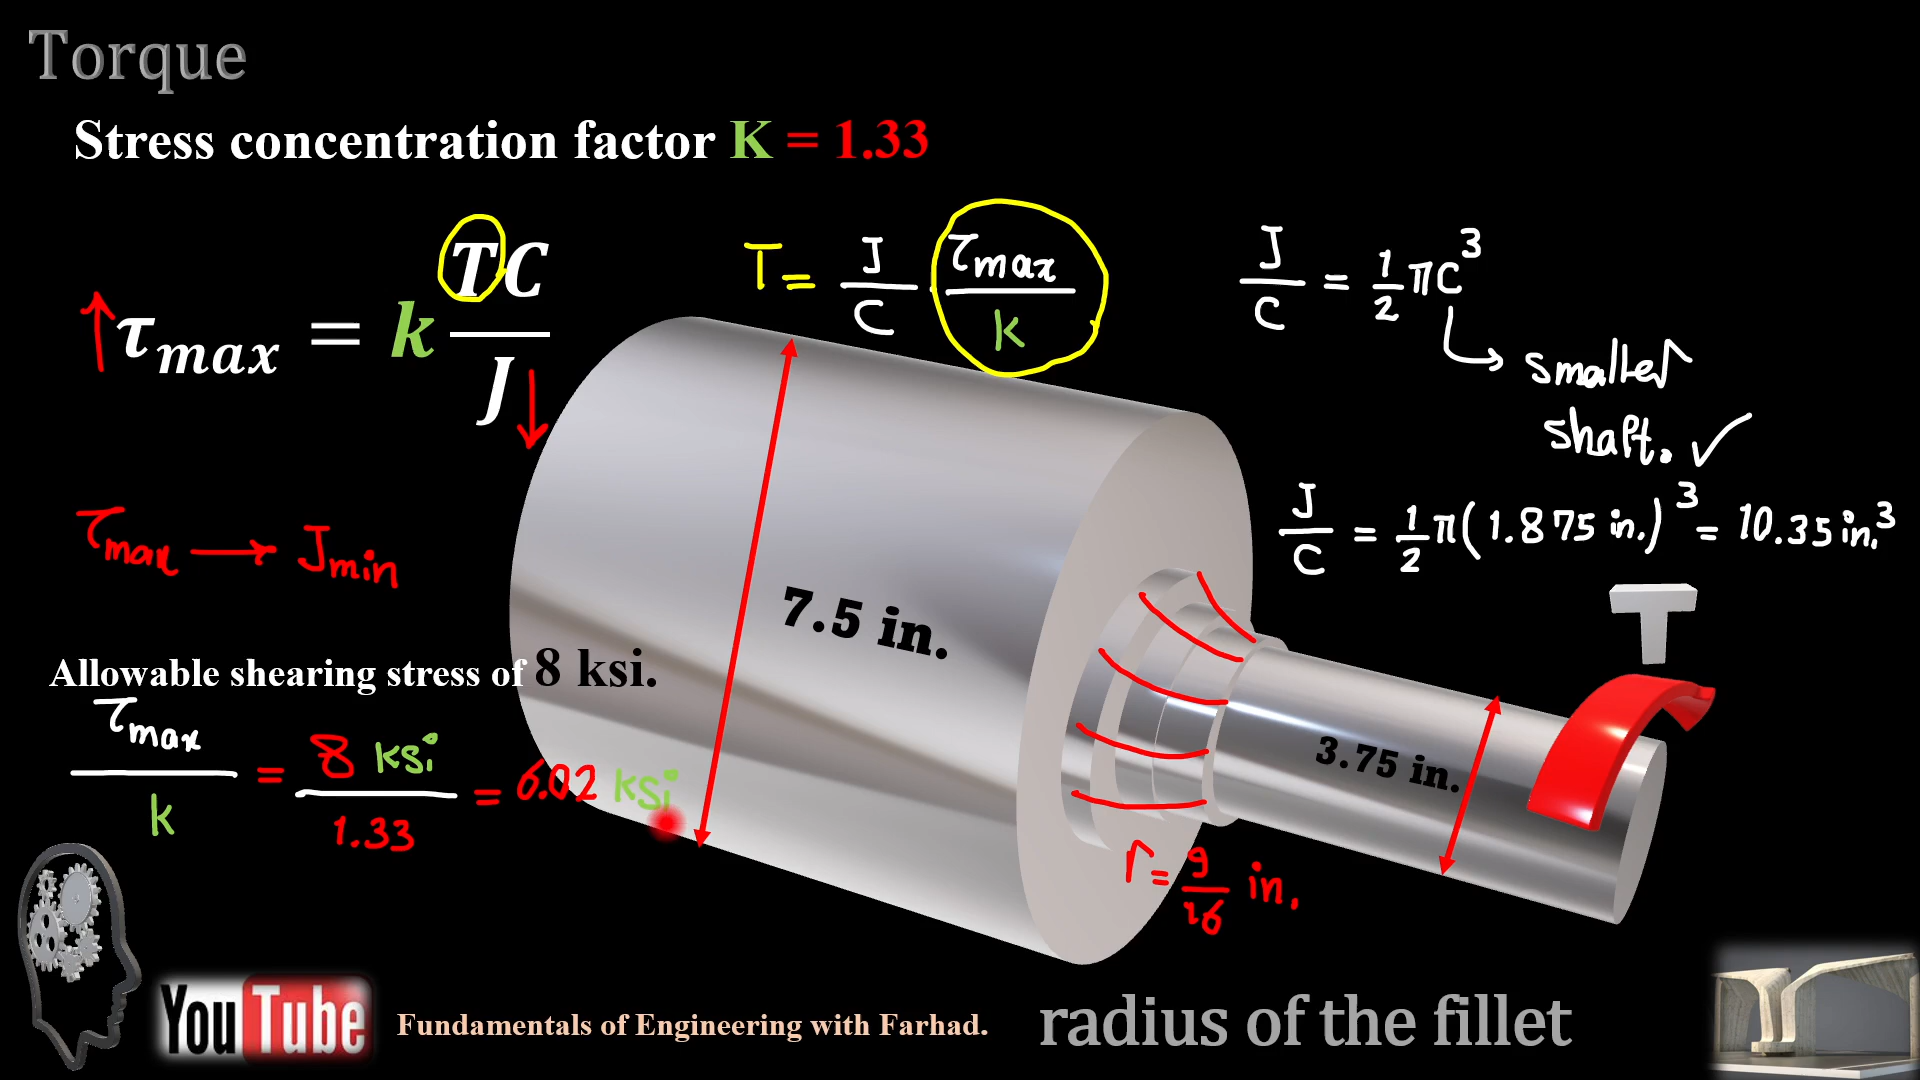 Torque
Stress concentration factor K = 1.33
↑ τmax = k TC / J ↓
T = J / C · τmax / k
J / C = 1/2 πC³
↳ smaller
shaft. ✓
J / C = 1/2 π(1.875 in.)³ = 10.35 in.³
τmax → Jmin
7.5 in.
T
Allowable shearing stress of 8 ksi.
τmax / k = 8 ksi / 1.33 = 6.02 ksi
3.75 in.
r = 9/16 in.
YouTube
Fundamentals of Engineering with Farhad.
radius of the fillet